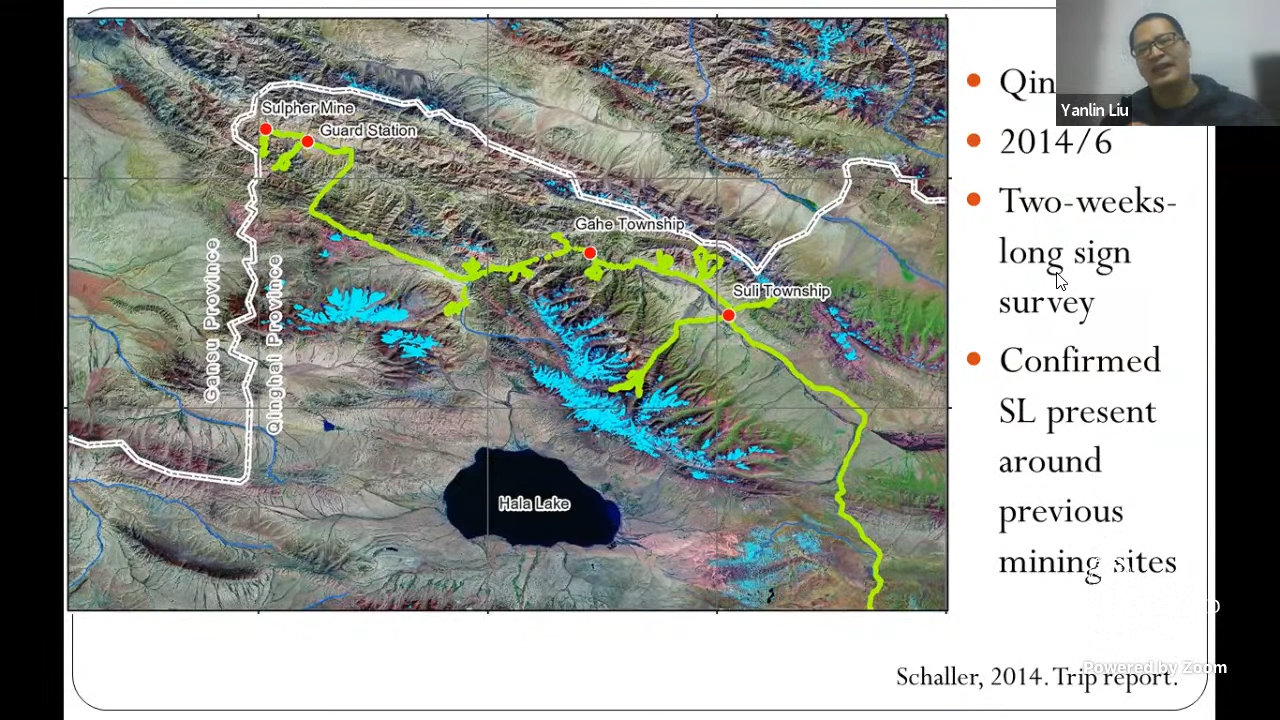 Sulpher Mine
Guard Station
Gahe Township
Suli Township
Gansu Province
Qinghai Province
Hala Lake
Yanlin Liu
2014/6
Two-weeks-
long sign
survey
Confirmed
SL present
around
previous
mining sites
Schaller, 2014. Trip report.
Powered by Zoom